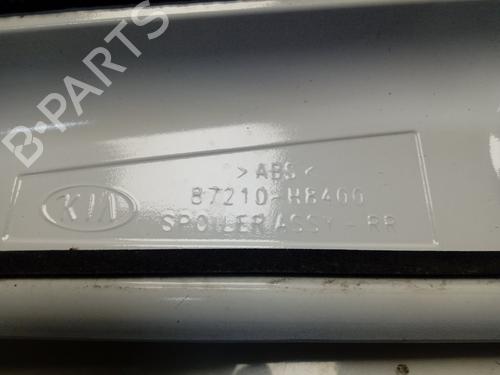 B-PARTS
KIA
>ABS<
87210-H8400
SPOILER ASSY-RR